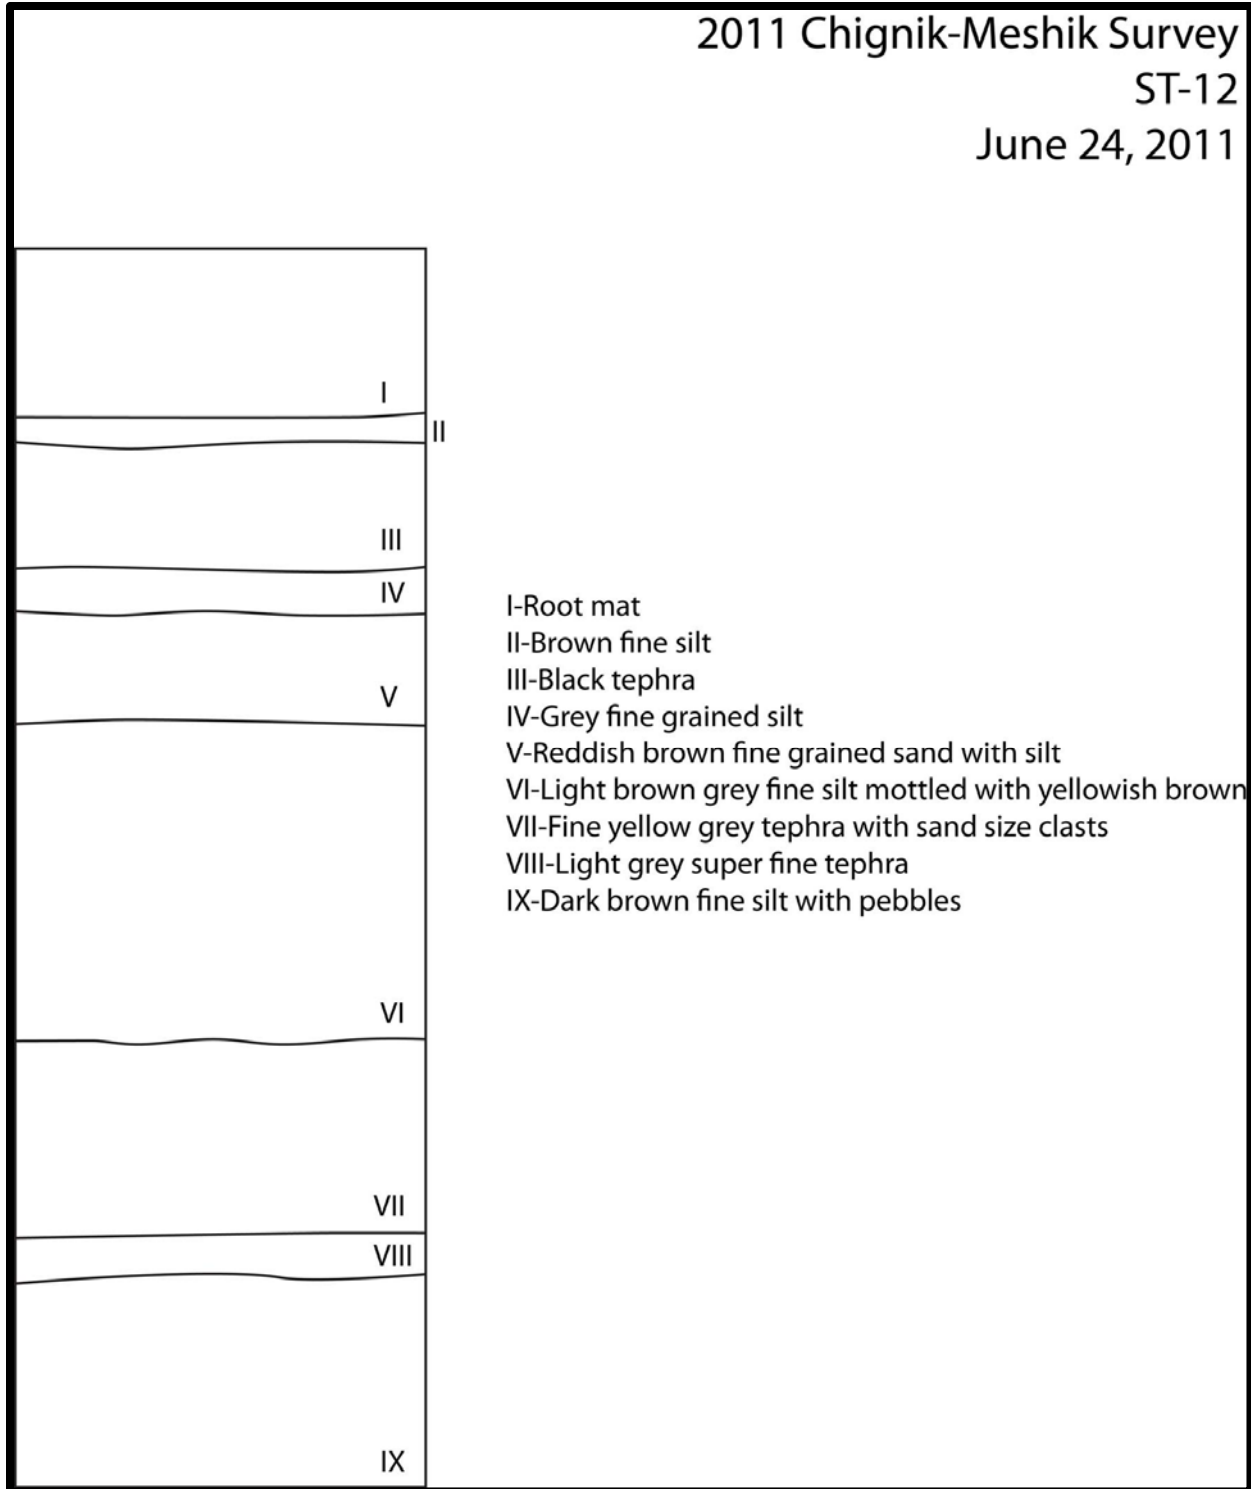 2011 Chignik-Meshik Survey
ST-12
June 24, 2011
I
II
III
IV
V
VI
VII
VIII
IX
I-Root mat
II-Brown fine silt
III-Black tephra
IV-Grey fine grained silt
V-Reddish brown fine grained sand with silt
VI-Light brown grey fine silt mottled with yellowish brown
VII-Fine yellow grey tephra with sand size clasts
VIII-Light grey super fine tephra
IX-Dark brown fine silt with pebbles